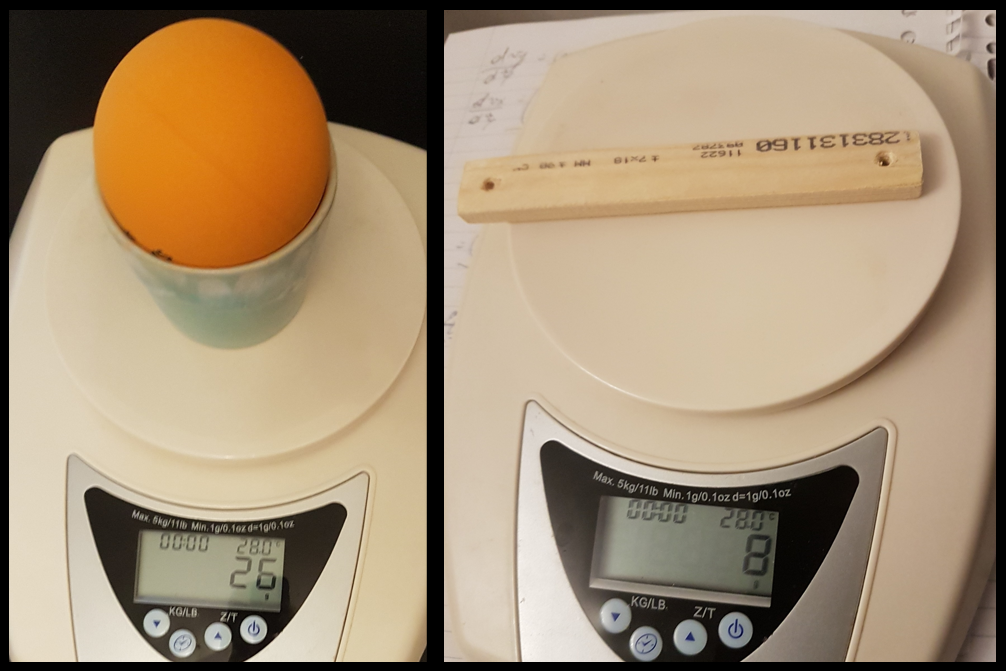 Max. 5kg/11lb Min.1g/0.1oz d=1g/0.1oz
00:00 28.0°C
26
g
KG/LB Z/T
283131160
11622
Max. 5kg/11lb Min.1g/0.1oz d=1g/0.1oz
00:00 28.0°C
8
g
KG/LB Z/T